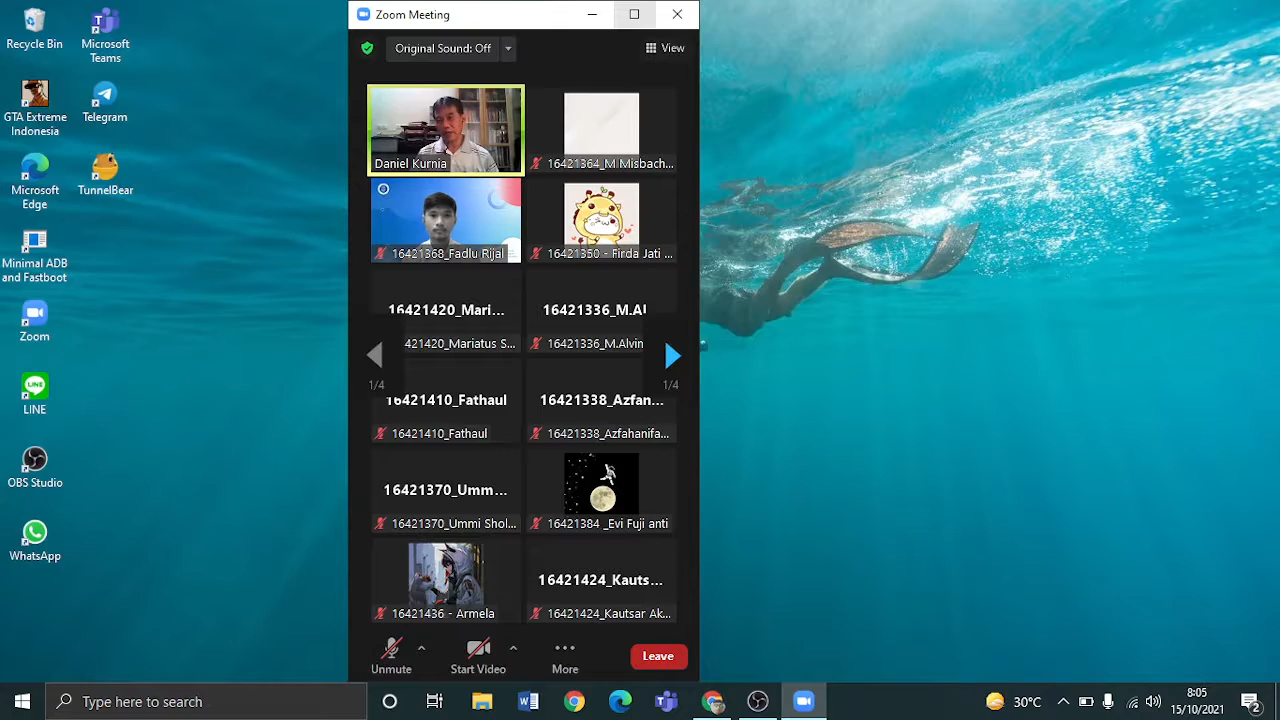 Recycle Bin
Microsoft
Teams
GTA Extreme
Indonesia
Telegram
Microsoft
Edge
TunnelBear
Minimal ADB
and Fastboot
Zoom
LINE
OBS Studio
WhatsApp
Zoom Meeting
Original Sound: Off
View
Daniel Kurnia
16421364_M Misbach...
16421368_Fadlu Rijal
16421350 - Firda Jati ...
16421420_Mari...
16421336_M.Al
421420_Mariatus S...
16421336_M.Alvin
1/4
1/4
16421410_Fathaul
16421338_Azfan...
16421410_Fathaul
16421338_Azfahanifa...
16421370_Umm...
16421370_Ummi Shol...
16421384 _Evi Fuji anti
16421424_Kauts...
16421436 - Armela
16421424_Kautsar Ak...
Unmute
Start Video
More
Leave
Type here to search
30°C
8:05
15/10/2021
2